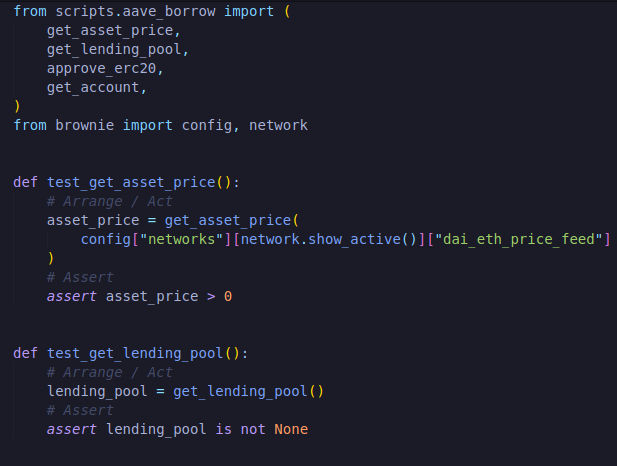 from scripts.aave_borrow import (
    get_asset_price,
    get_lending_pool,
    approve_erc20,
    get_account,
)
from brownie import config, network


def test_get_asset_price():
    # Arrange / Act
    asset_price = get_asset_price(
        config["networks"][network.show_active()]["dai_eth_price_feed"]
    )
    # Assert
    assert asset_price > 0


def test_get_lending_pool():
    # Arrange / Act
    lending_pool = get_lending_pool()
    # Assert
    assert lending_pool is not None